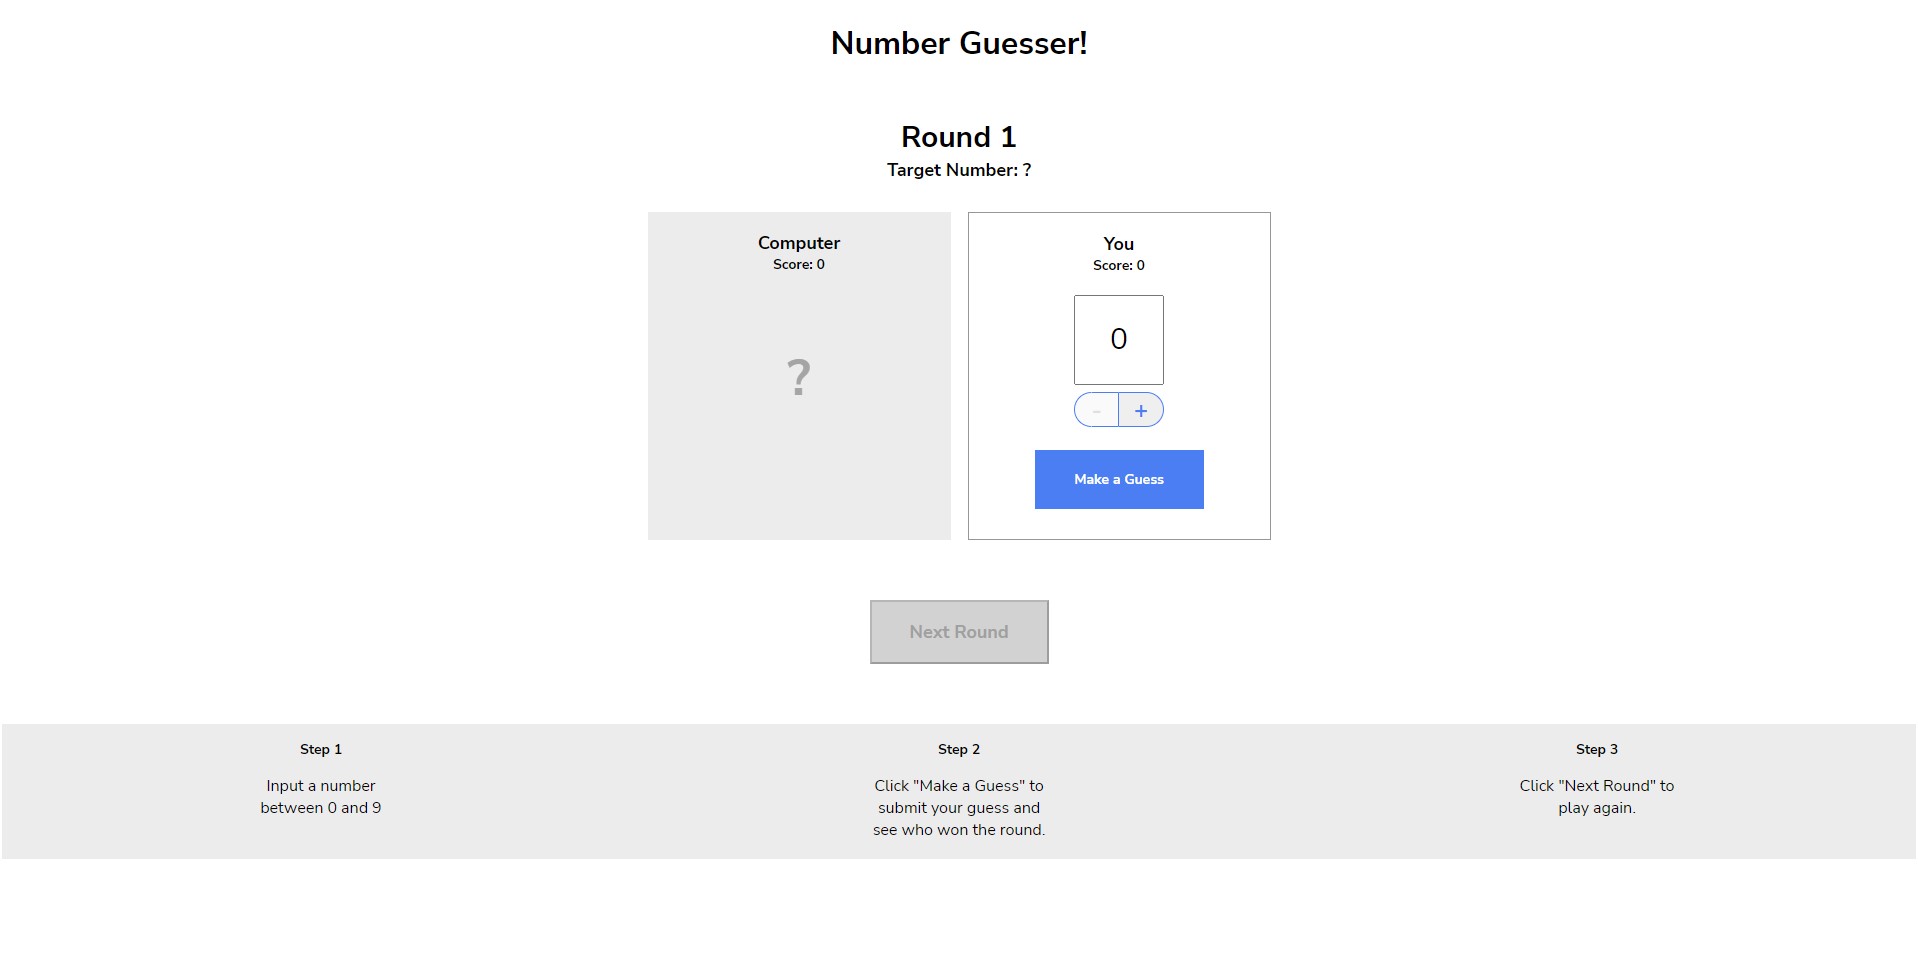 Number Guesser!
Round 1
Target Number: ?
Computer
Score: 0
?
You
Score: 0
0
- +
Make a Guess
Next Round
Step 1
Input a number
between 0 and 9
Step 2
Click "Make a Guess" to
submit your guess and
see who won the round.
Step 3
Click "Next Round" to
play again.